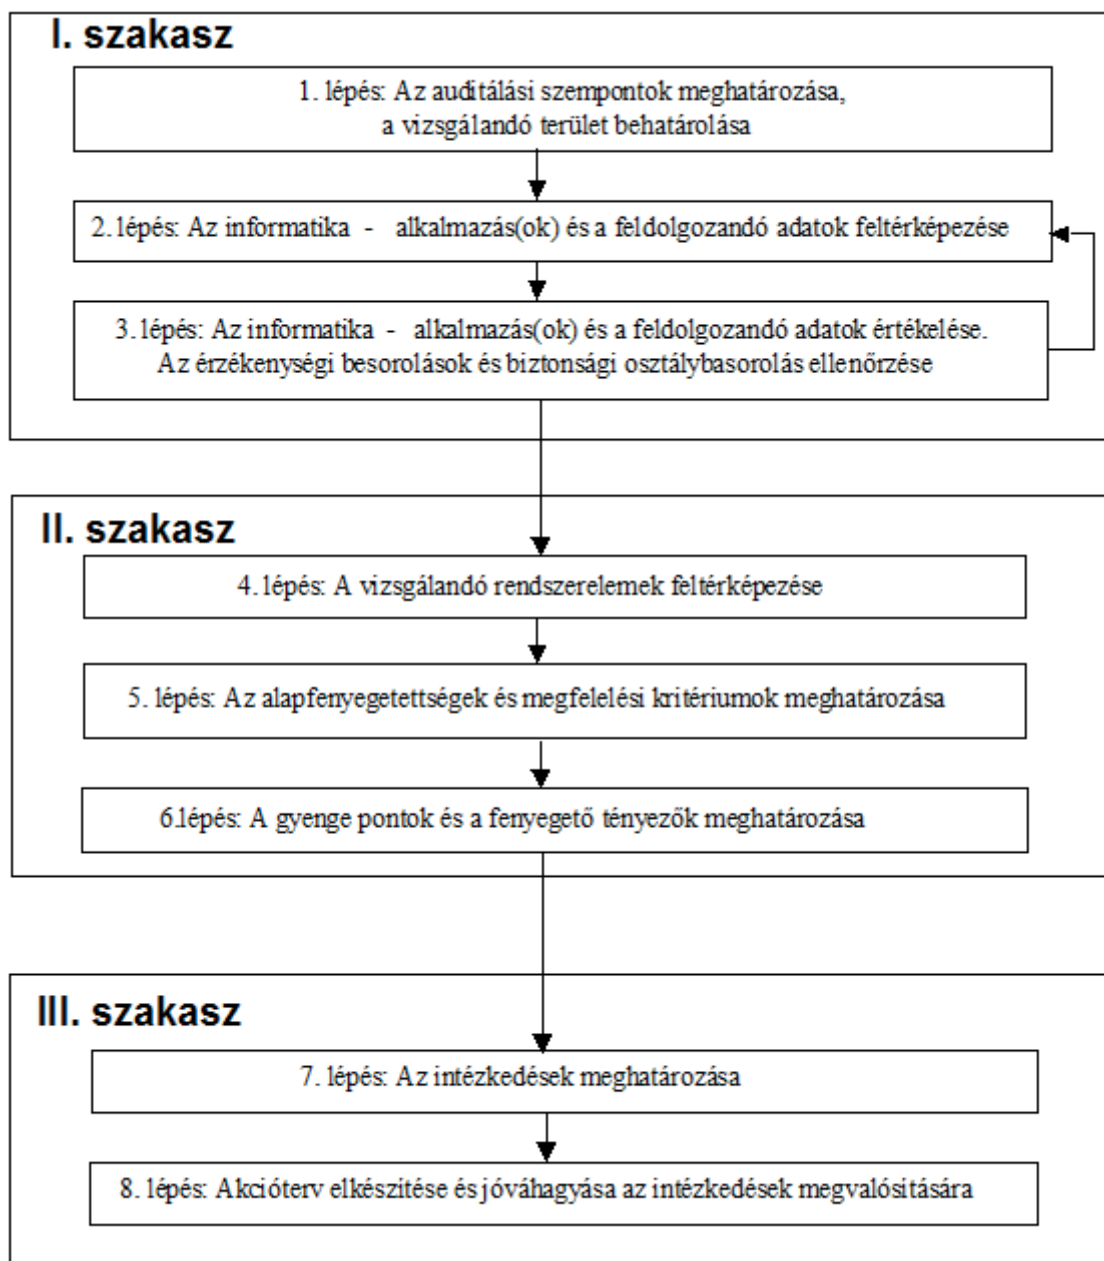 I. szakasz
1. lépés: Az auditálási szempontok meghatározása,
a vizsgálandó terület behatárolása
2. lépés: Az informatika - alkalmazás(ok) és a feldolgozandó adatok feltérképezése
3. lépés: Az informatika - alkalmazás(ok) és a feldolgozandó adatok értékelése.
Az érzékenységi besorolások és biztonsági osztálybasorolás ellenőrzése
II. szakasz
4. lépés: A vizsgálandó rendszerelemek feltérképezése
5. lépés: Az alapfenyegetettségek és megfelelési kritériumok meghatározása
6.lépés: A gyenge pontok és a fenyegető tényezők meghatározása
III. szakasz
7. lépés: Az intézkedések meghatározása
8. lépés: Akcióterv elkészítése és jóváhagyása az intézkedések megvalósítására